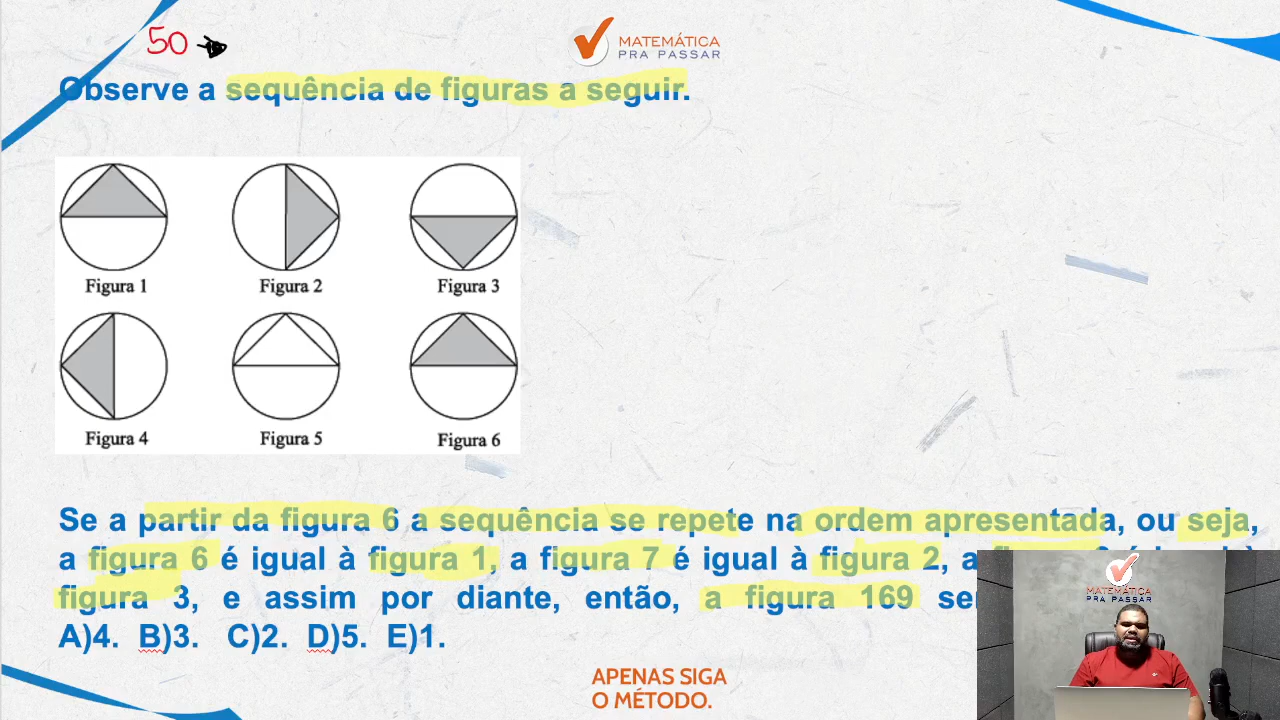 50
MATEMÁTICA
PRA PASSAR
Observe a sequência de figuras a seguir.
Figura 1 Figura 2 Figura 3
Figura 4 Figura 5 Figura 6
Se a partir da figura 6 a sequência se repete na ordem apresentada, ou seja,
a figura 6 é igual à figura 1, a figura 7 é igual à figura 2, a
figura 3, e assim por diante, então, a figura 169
A)4. B)3. C)2. D)5. E)1.
MATEMÁTICA
PRA PASSAR
APENAS SIGA
O MÉTODO.